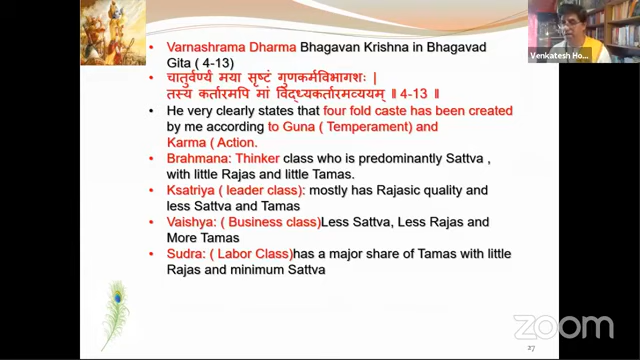 Varnashrama Dharma Bhagavan Krishna in Bhagavad
Gita ( 4-13)
चातुर्वर्ण्यं मया सृष्टं गुणकर्मविभागशः |
तस्य कर्तारमपि मां विद्ध्यकर्तारमव्ययम् ‖ 4-13 ‖
He very clearly states that four fold caste has been created
by me according to Guna ( Temperament) and
Karma ( Action.
Brahmana: Thinker class who is predominantly Sattva ,
with little Rajas and little Tamas.
Ksatriya ( leader class): mostly has Rajasic quality and
less Sattva and Tamas
Vaishya: ( Business class)Less Sattva, Less Rajas and
More Tamas
Sudra: ( Labor Class)has a major share of Tamas with little
Rajas and minimum Sattva
Venkatesh Ho...
zoom
27